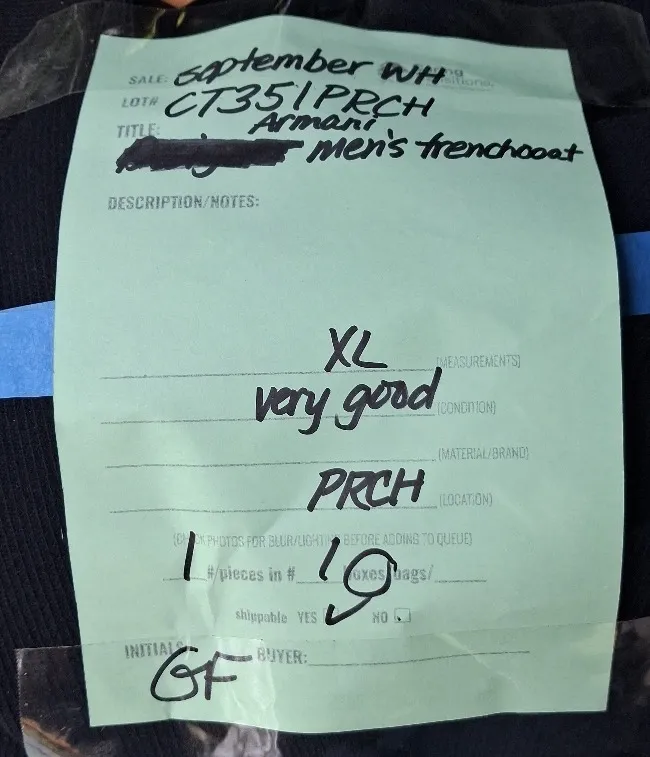 SALE: September WH
LOT# CT351PRCH
Armani
TITLE: men's trenchcoat
DESCRIPTION/NOTES:
XL (MEASUREMENTS)
very good (CONDITION)
(MATERIAL/BRAND)
PRCH (LOCATION)
(CHECK PHOTOS FOR BLUR/LIGHTING BEFORE ADDING TO QUEUE)
1 #/pieces in # 1 boxes/bags/
shippable YES ✓ NO
INITIALS GF BUYER: